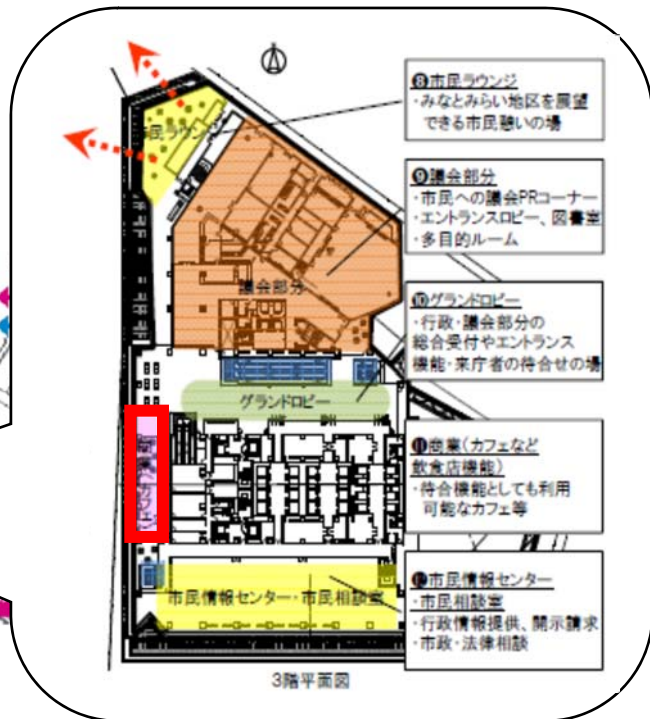 ❽市民ラウンジ
・みなとみらい地区を展望
できる市民憩いの場
市民ラウンジ
❾議会部分
・市民への議会PRコーナー
・エントランスロビー、図書室
・多目的ルーム
議会部分
❿グランドロビー
・行政・議会部分の
総合受付やエントランス
機能・来庁者の待合せの場
グランドロビー
⓫商業(カフェなど
飲食店機能)
・待合機能としても利用
可能なカフェ等
商業(カフェ)
⓬市民情報センター
・市民相談室
・行政情報提供、開示請求
・市政・法律相談
市民情報センター・市民相談室
3階平面図